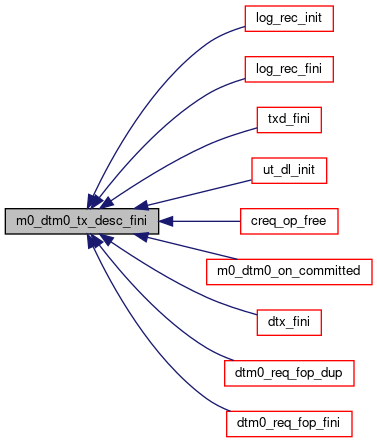 log_rec_init
log_rec_fini
txd_fini
ut_dl_init
m0_dtm0_tx_desc_fini
creq_op_free
m0_dtm0_on_committed
dtx_fini
dtm0_req_fop_dup
dtm0_req_fop_fini